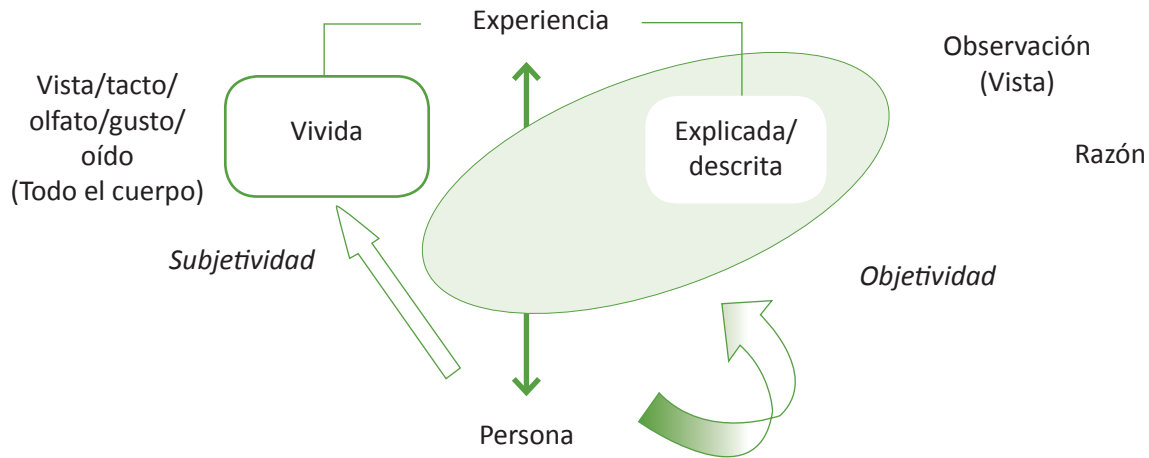 Experiencia
Observación
(Vista)
Vista/tacto/
olfato/gusto/
oído
(Todo el cuerpo)
Vivida
Explicada/
descrita
Razón
Subjetividad
Objetividad
Persona